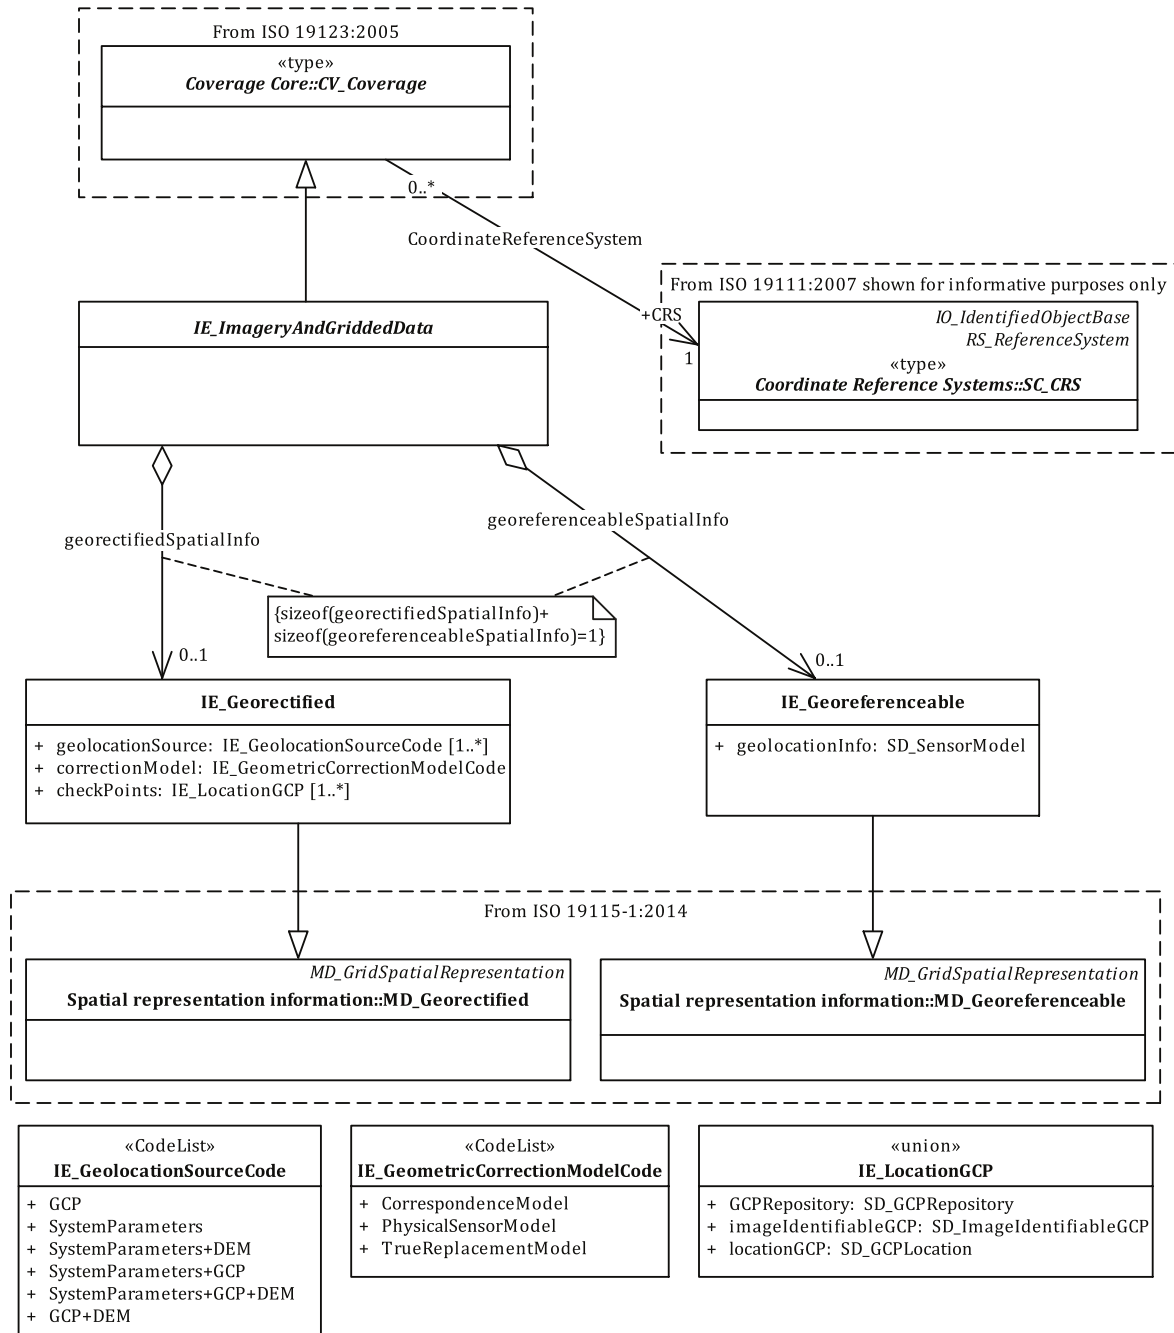 From ISO 19123:2005
«type»
Coverage Core::CV_Coverage
0..*
CoordinateReferenceSystem
From ISO 19111:2007 shown for informative purposes only
+CRS
1
IO_IdentifiedObjectBase
RS_ReferenceSystem
«type»
Coordinate Reference Systems::SC_CRS
IE_ImageryAndGriddedData
georeferenceableSpatialInfo
georectifiedSpatialInfo
{sizeof(georectifiedSpatialInfo)+
sizeof(georeferenceableSpatialInfo)=1}
0..1
0..1
IE_Georectified
+ geolocationSource: IE_GeolocationSourceCode [1..*]
+ correctionModel: IE_GeometricCorrectionModelCode
+ checkPoints: IE_LocationGCP [1..*]
IE_Georeferenceable
+ geolocationInfo: SD_SensorModel
From ISO 19115-1:2014
MD_GridSpatialRepresentation
Spatial representation information::MD_Georectified
MD_GridSpatialRepresentation
Spatial representation information::MD_Georeferenceable
«CodeList»
IE_GeolocationSourceCode
+ GCP
+ SystemParameters
+ SystemParameters+DEM
+ SystemParameters+GCP
+ SystemParameters+GCP+DEM
+ GCP+DEM
«CodeList»
IE_GeometricCorrectionModelCode
+ CorrespondenceModel
+ PhysicalSensorModel
+ TrueReplacementModel
«union»
IE_LocationGCP
+ GCPRepository: SD_GCPRepository
+ imageIdentifiableGCP: SD_ImageIdentifiableGCP
+ locationGCP: SD_GCPLocation